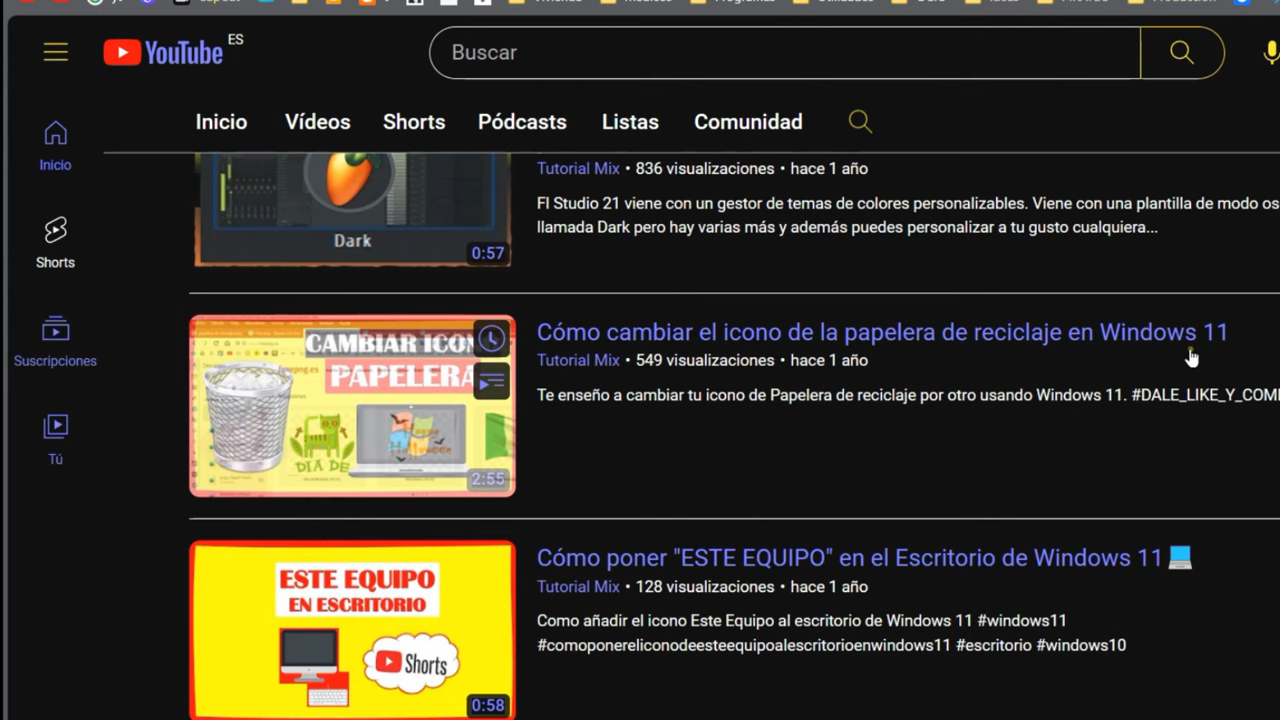 YouTube ES
Buscar
Inicio Vídeos Shorts Pódcasts Listas Comunidad
Inicio
Shorts
Suscripciones
Tú
Dark
0:57
Tutorial Mix • 836 visualizaciones • hace 1 año
Fl Studio 21 viene con un gestor de temas de colores personalizables. Viene con una plantilla de modo os
llamada Dark pero hay varias más y además puedes personalizar a tu gusto cualquiera...
CAMBIAR ICON
PAPELERA
DIA DE
2:55
Cómo cambiar el icono de la papelera de reciclaje en Windows 11
Tutorial Mix • 549 visualizaciones • hace 1 año
Te enseño a cambiar tu icono de Papelera de reciclaje por otro usando Windows 11. #DALE_LIKE_Y_COM
ESTE EQUIPO
EN ESCRITORIO
Shorts
0:58
Cómo poner "ESTE EQUIPO" en el Escritorio de Windows 11
Tutorial Mix • 128 visualizaciones • hace 1 año
Como añadir el icono Este Equipo al escritorio de Windows 11 #windows11
#comoponereliconodeesteequipoalescritorioenwindows11 #escritorio #windows10